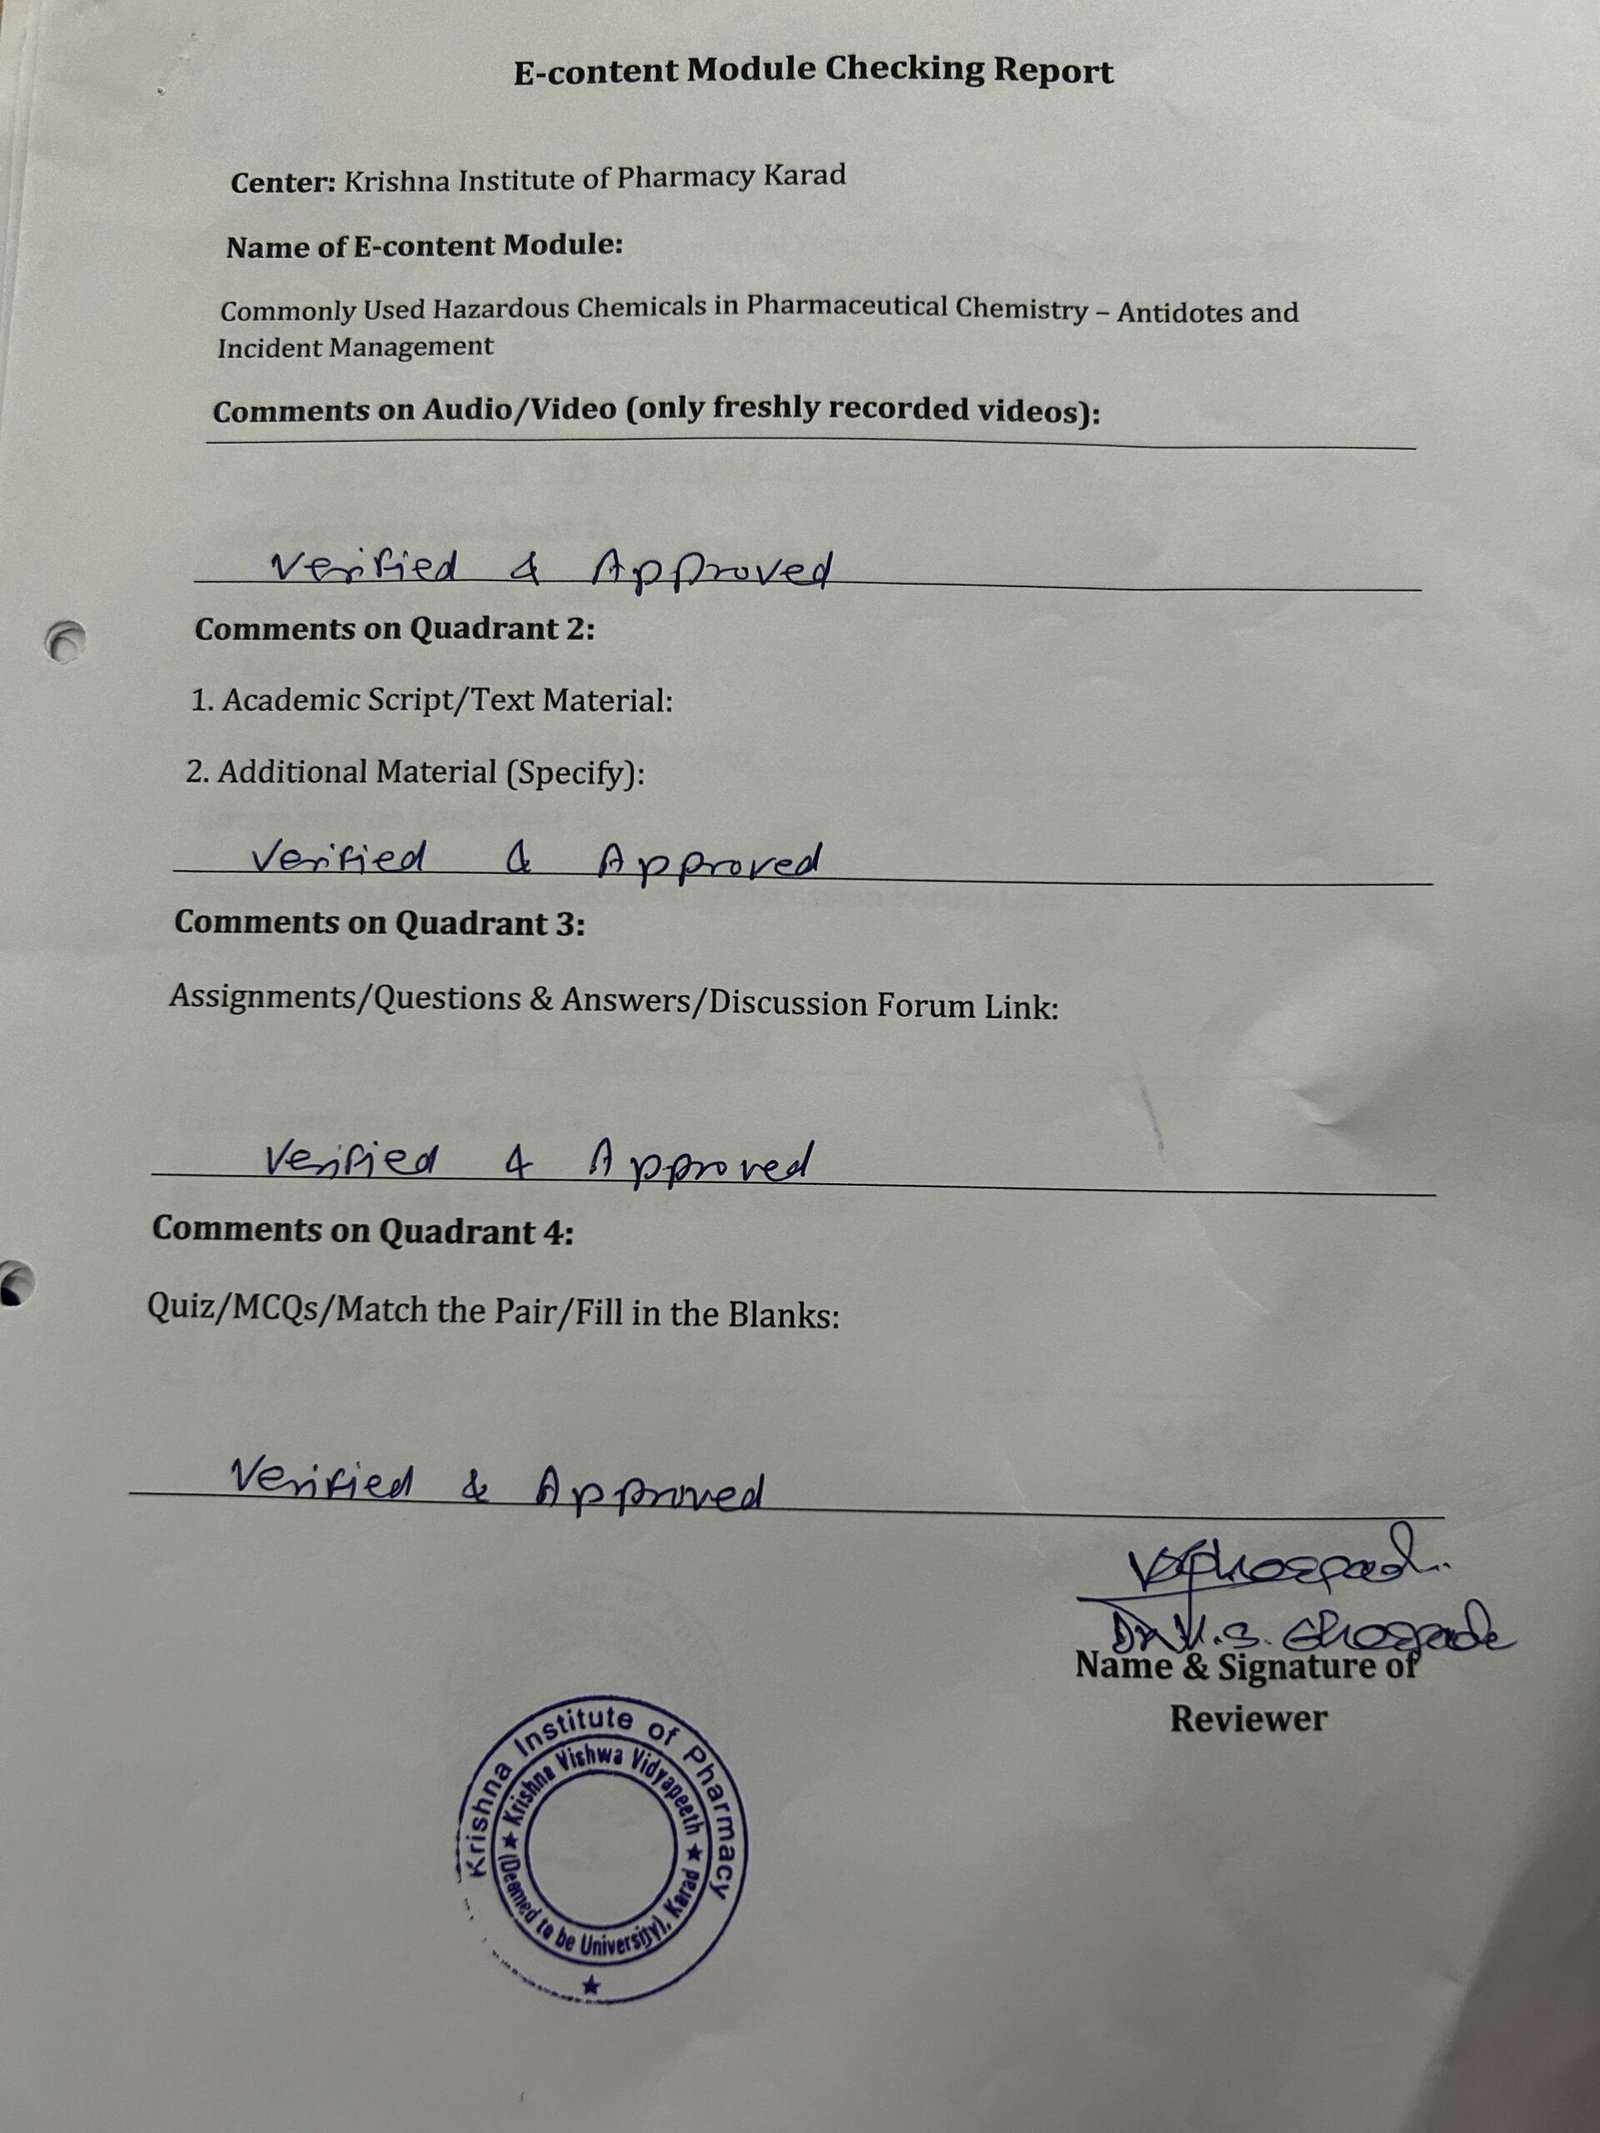 E-content Module Checking Report
Center: Krishna Institute of Pharmacy Karad
Name of E-content Module:
Commonly Used Hazardous Chemicals in Pharmaceutical Chemistry – Antidotes and
Incident Management
Comments on Audio/Video (only freshly recorded videos):
Verified & Approved
Comments on Quadrant 2:
1. Academic Script/Text Material:
2. Additional Material (Specify):
Verified & Approved
Comments on Quadrant 3:
Assignments/Questions & Answers/Discussion Forum Link:
Verified & Approved
Comments on Quadrant 4:
Quiz/MCQs/Match the Pair/Fill in the Blanks:
Verified & Approved
Dr. V. S. Ghogade
Name & Signature of
Reviewer
Krishna Institute of Pharmacy
Krishna Vishwa Vidyapeeth
(Deemed to be University), Karad